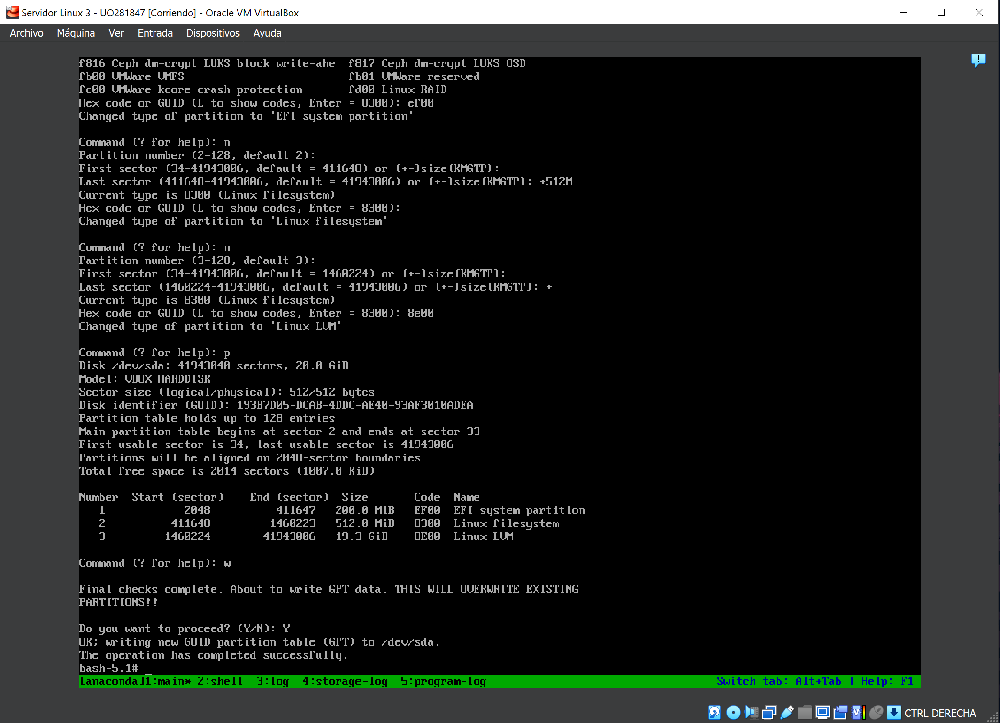 Servidor Linux 3 - UO281847 [Corriendo] - Oracle VM VirtualBox
Archivo Máquina Ver Entrada Dispositivos Ayuda
f816 Ceph dm-crypt LUKS block write-ahe  f817 Ceph dm-crypt LUKS OSD
fb00 VMWare VMFS                         fb01 VMWare reserved
fc00 VMWare kcore crash protection       fd00 Linux RAID
Hex code or GUID (L to show codes, Enter = 8300): ef00
Changed type of partition to 'EFI system partition'
Command (? for help): n
Partition number (2-128, default 2):
First sector (34-41943006, default = 411648) or {+-}size{KMGTP}:
Last sector (411648-41943006, default = 41943006) or {+-}size{KMGTP}: +512M
Current type is 8300 (Linux filesystem)
Hex code or GUID (L to show codes, Enter = 8300):
Changed type of partition to 'Linux filesystem'
Command (? for help): n
Partition number (3-128, default 3):
First sector (34-41943006, default = 1460224) or {+-}size{KMGTP}:
Last sector (1460224-41943006, default = 41943006) or {+-}size{KMGTP}: +
Current type is 8300 (Linux filesystem)
Hex code or GUID (L to show codes, Enter = 8300): 8e00
Changed type of partition to 'Linux LVM'
Command (? for help): p
Disk /dev/sda: 41943040 sectors, 20.0 GiB
Model: VBOX HARDDISK
Sector size (logical/physical): 512/512 bytes
Disk identifier (GUID): 193B7D05-DCAB-4DDC-AE40-93AF3010ADEA
Partition table holds up to 128 entries
Main partition table begins at sector 2 and ends at sector 33
First usable sector is 34, last usable sector is 41943006
Partitions will be aligned on 2048-sector boundaries
Total free space is 2014 sectors (1007.0 KiB)
Number  Start (sector)    End (sector)  Size       Code  Name
   1            2048          411647   200.0 MiB   EF00  EFI system partition
   2          411648         1460223   512.0 MiB   8300  Linux filesystem
   3         1460224        41943006   19.3 GiB    8E00  Linux LVM
Command (? for help): w
Final checks complete. About to write GPT data. THIS WILL OVERWRITE EXISTING
PARTITIONS!!
Do you want to proceed? (Y/N): Y
OK; writing new GUID partition table (GPT) to /dev/sda.
The operation has completed successfully.
bash-5.1# _
[anaconda]1:main* 2:shell  3:log  4:storage-log  5:program-log Switch tab: Alt+Tab | Help: F1
CTRL DERECHA